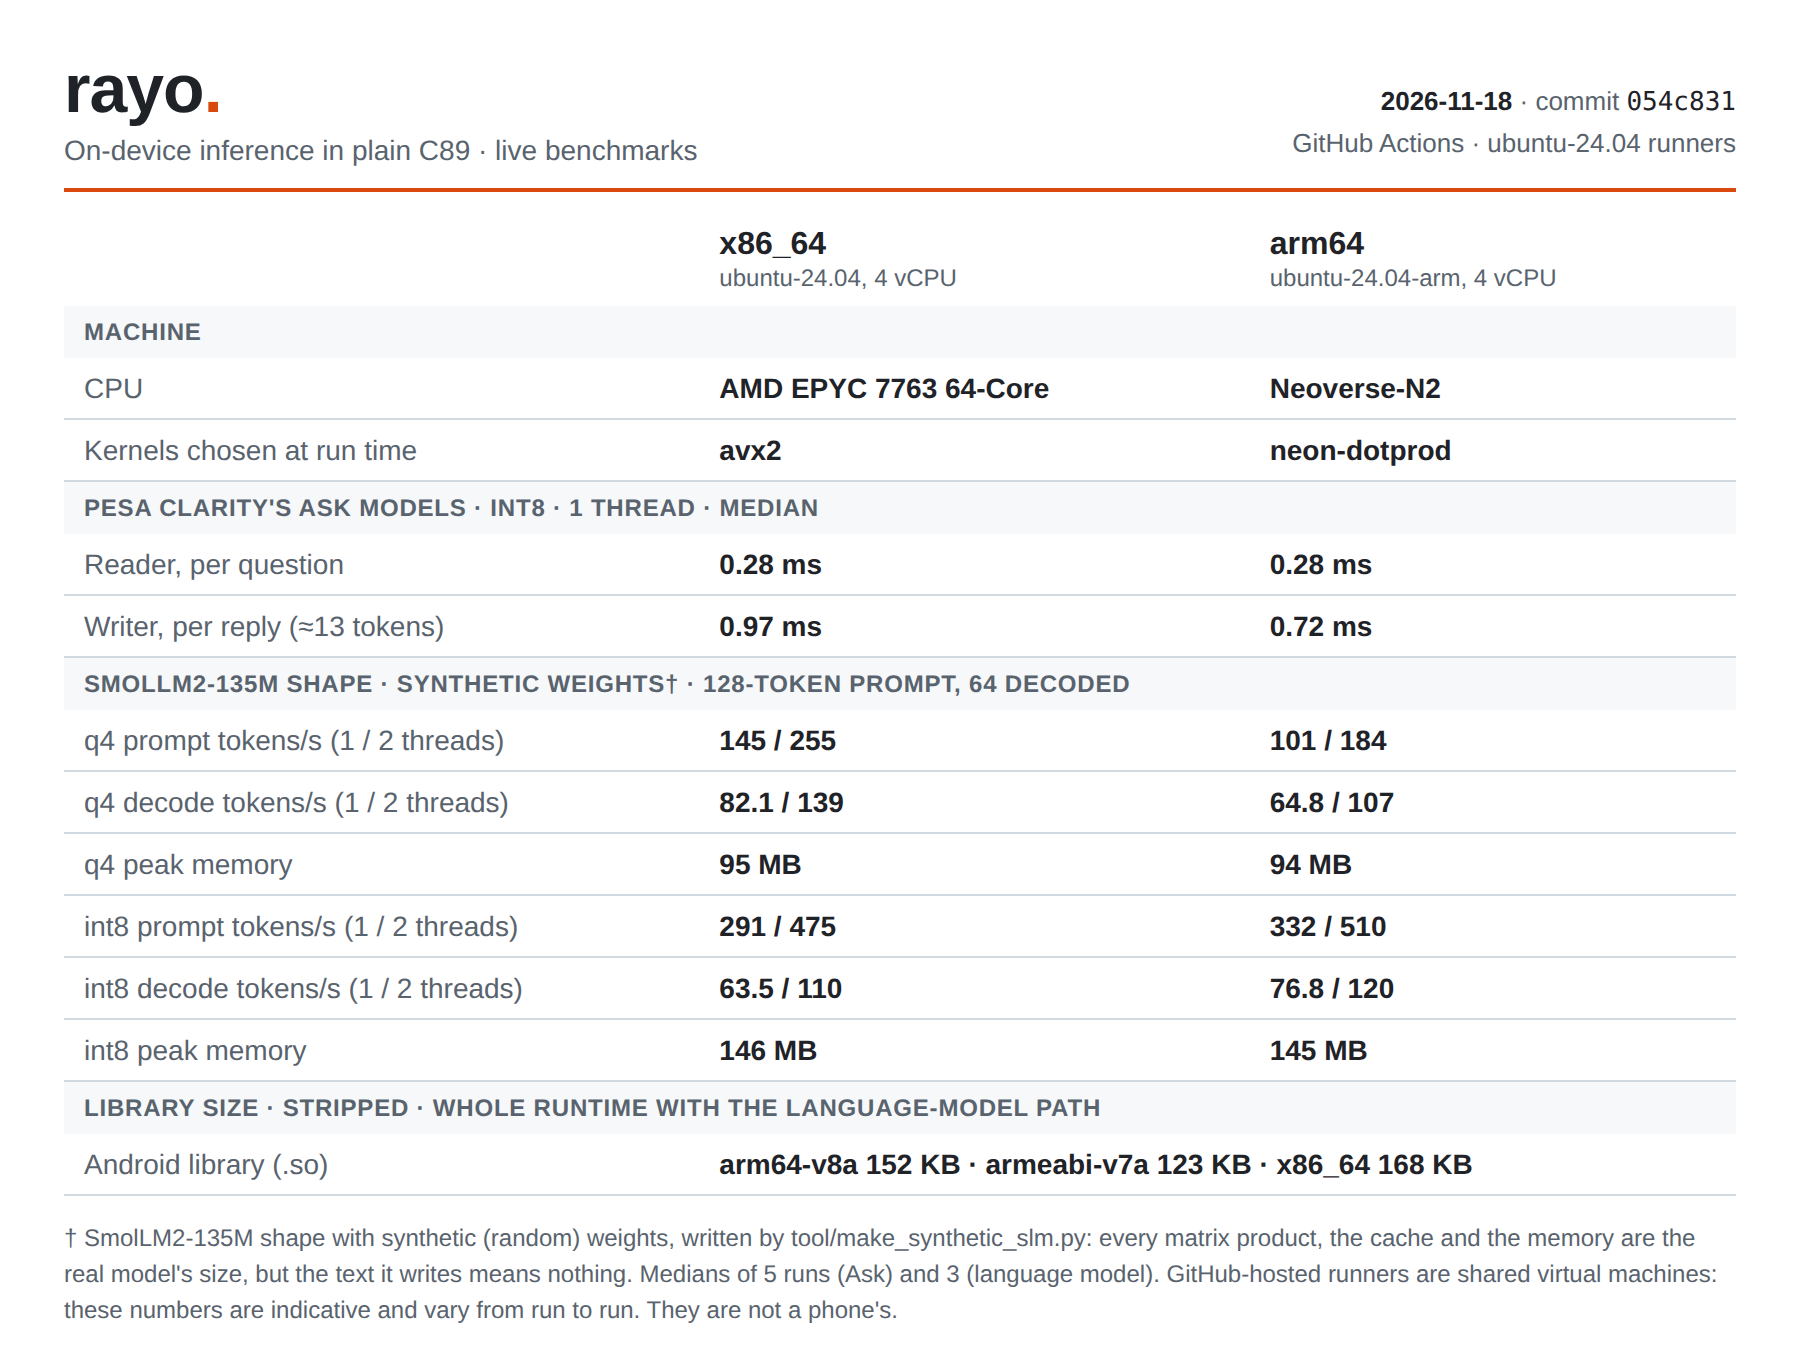 rayo.
On-device inference in plain C89 · live benchmarks
2026-11-18 · commit 054c831
GitHub Actions · ubuntu-24.04 runners
x86_64 arm64
ubuntu-24.04, 4 vCPU ubuntu-24.04-arm, 4 vCPU
MACHINE
CPU AMD EPYC 7763 64-Core Neoverse-N2
Kernels chosen at run time avx2 neon-dotprod
PESA CLARITY'S ASK MODELS · INT8 · 1 THREAD · MEDIAN
Reader, per question 0.28 ms 0.28 ms
Writer, per reply (≈13 tokens) 0.97 ms 0.72 ms
SMOLLM2-135M SHAPE · SYNTHETIC WEIGHTS† · 128-TOKEN PROMPT, 64 DECODED
q4 prompt tokens/s (1 / 2 threads) 145 / 255 101 / 184
q4 decode tokens/s (1 / 2 threads) 82.1 / 139 64.8 / 107
q4 peak memory 95 MB 94 MB
int8 prompt tokens/s (1 / 2 threads) 291 / 475 332 / 510
int8 decode tokens/s (1 / 2 threads) 63.5 / 110 76.8 / 120
int8 peak memory 146 MB 145 MB
LIBRARY SIZE · STRIPPED · WHOLE RUNTIME WITH THE LANGUAGE-MODEL PATH
Android library (.so) arm64-v8a 152 KB · armeabi-v7a 123 KB · x86_64 168 KB
† SmolLM2-135M shape with synthetic (random) weights, written by tool/make_synthetic_slm.py: every matrix product, the cache and the memory are the
real model's size, but the text it writes means nothing. Medians of 5 runs (Ask) and 3 (language model). GitHub-hosted runners are shared virtual machines:
these numbers are indicative and vary from run to run. They are not a phone's.